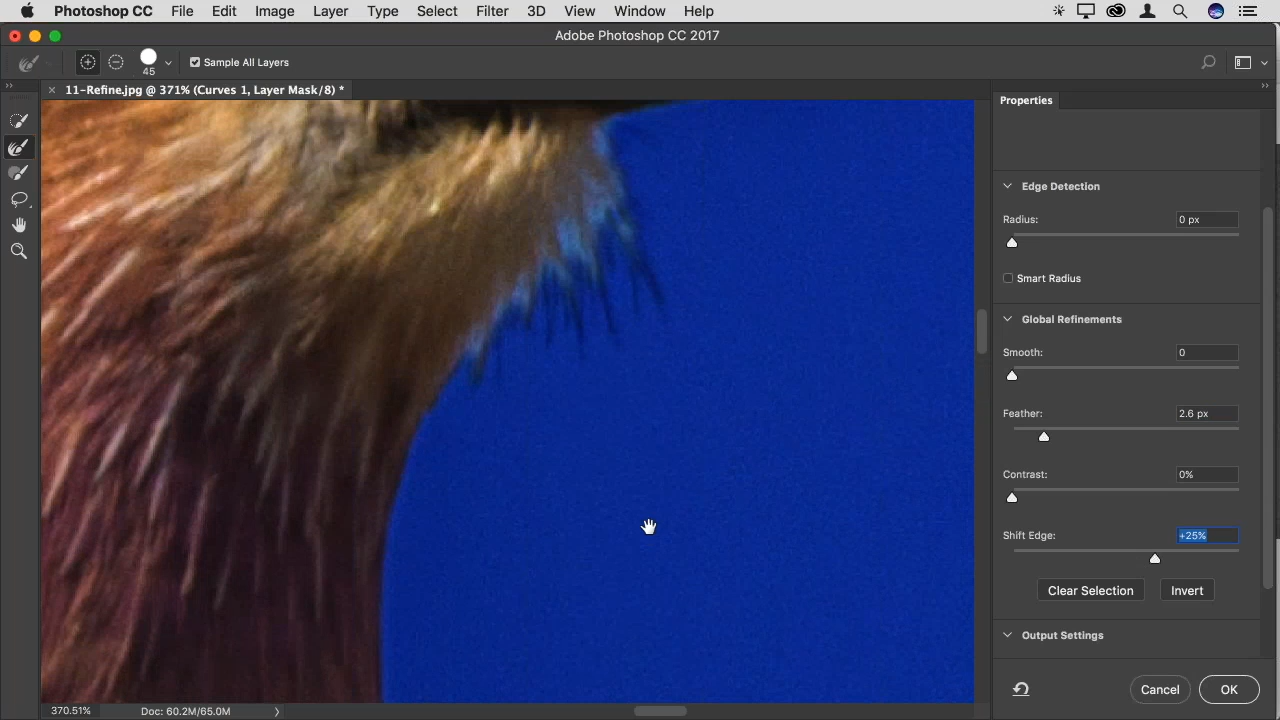 Photoshop CC File Edit Image Layer Type Select Filter 3D View Window Help
Adobe Photoshop CC 2017
45
Sample All Layers
11-Refine.jpg @ 371% (Curves 1, Layer Mask/8) *
Properties
Edge Detection
Radius: 0 px
Smart Radius
Global Refinements
Smooth: 0
Feather: 2.6 px
Contrast: 0%
Shift Edge: +25%
Clear Selection Invert
Output Settings
Cancel OK
370.51% Doc: 60.2M/65.0M